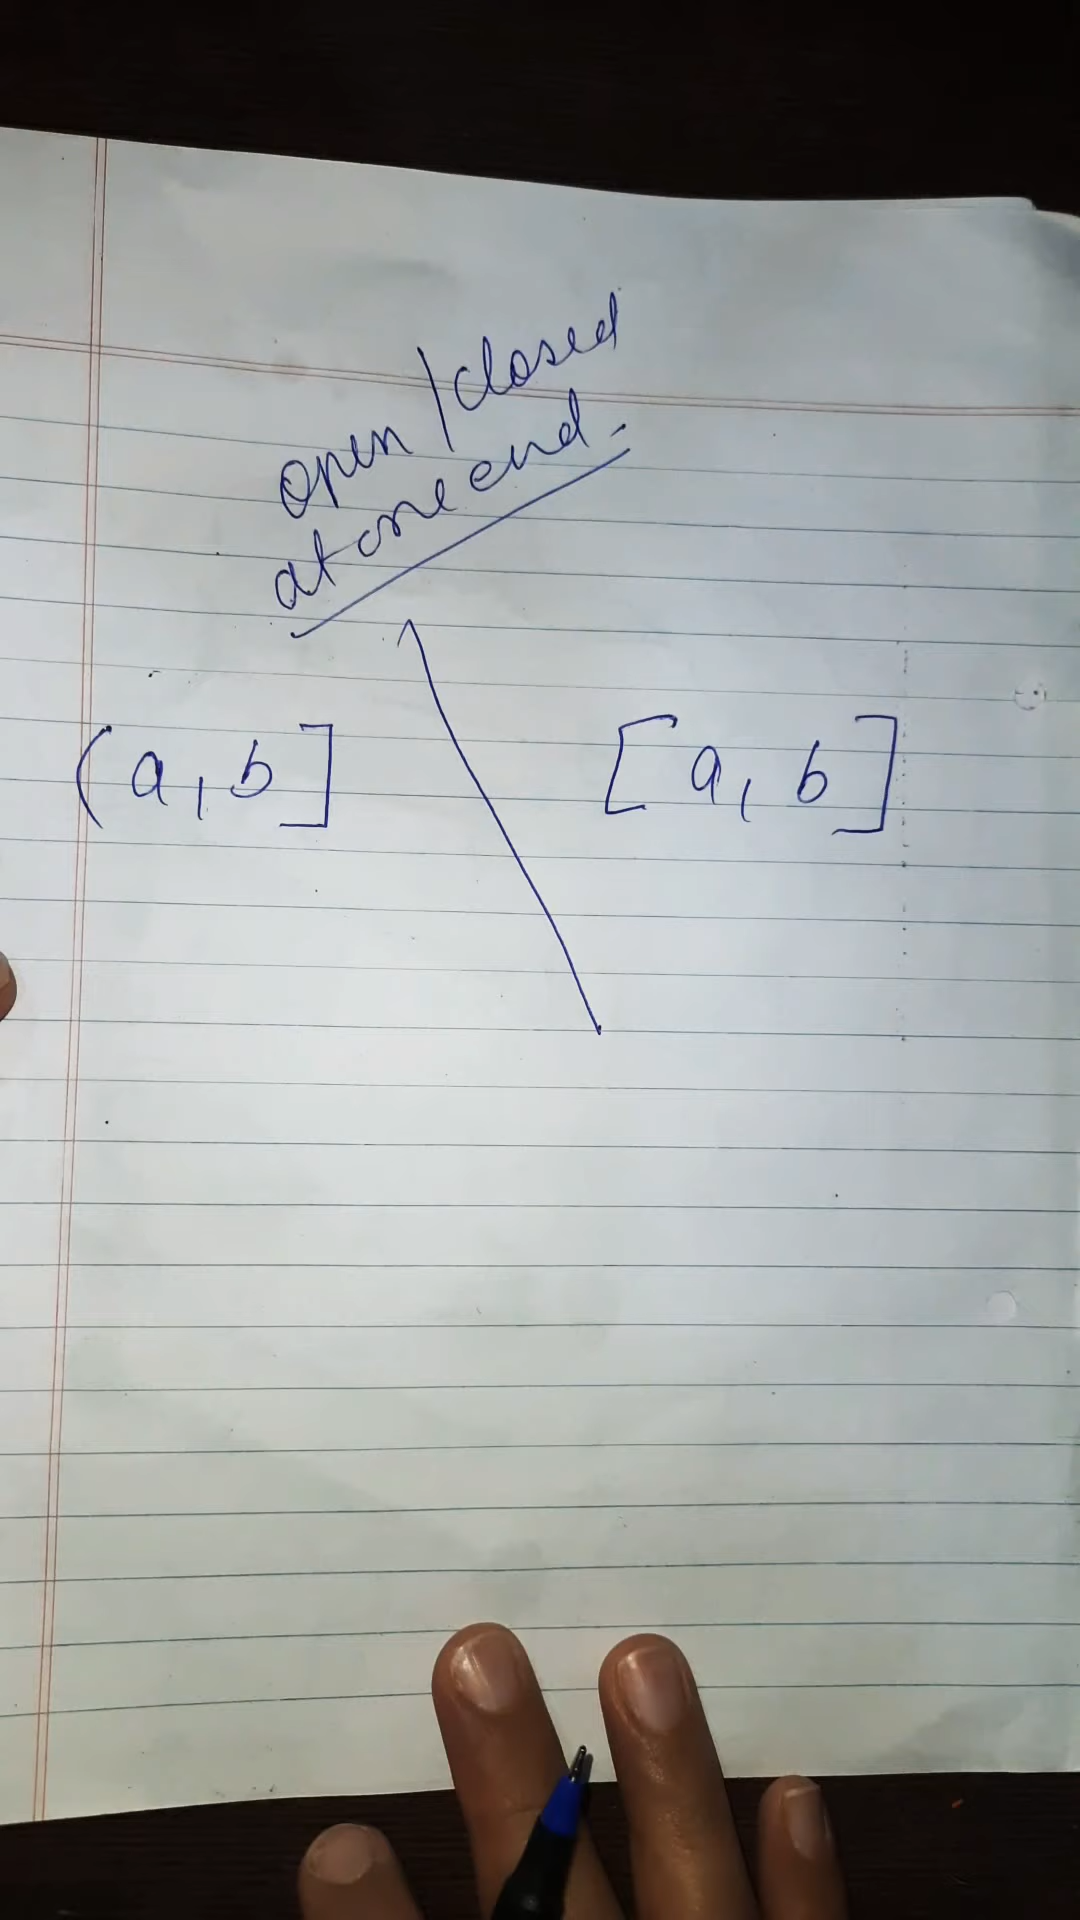 open/closed
at one end.
(a, b] [a, b]